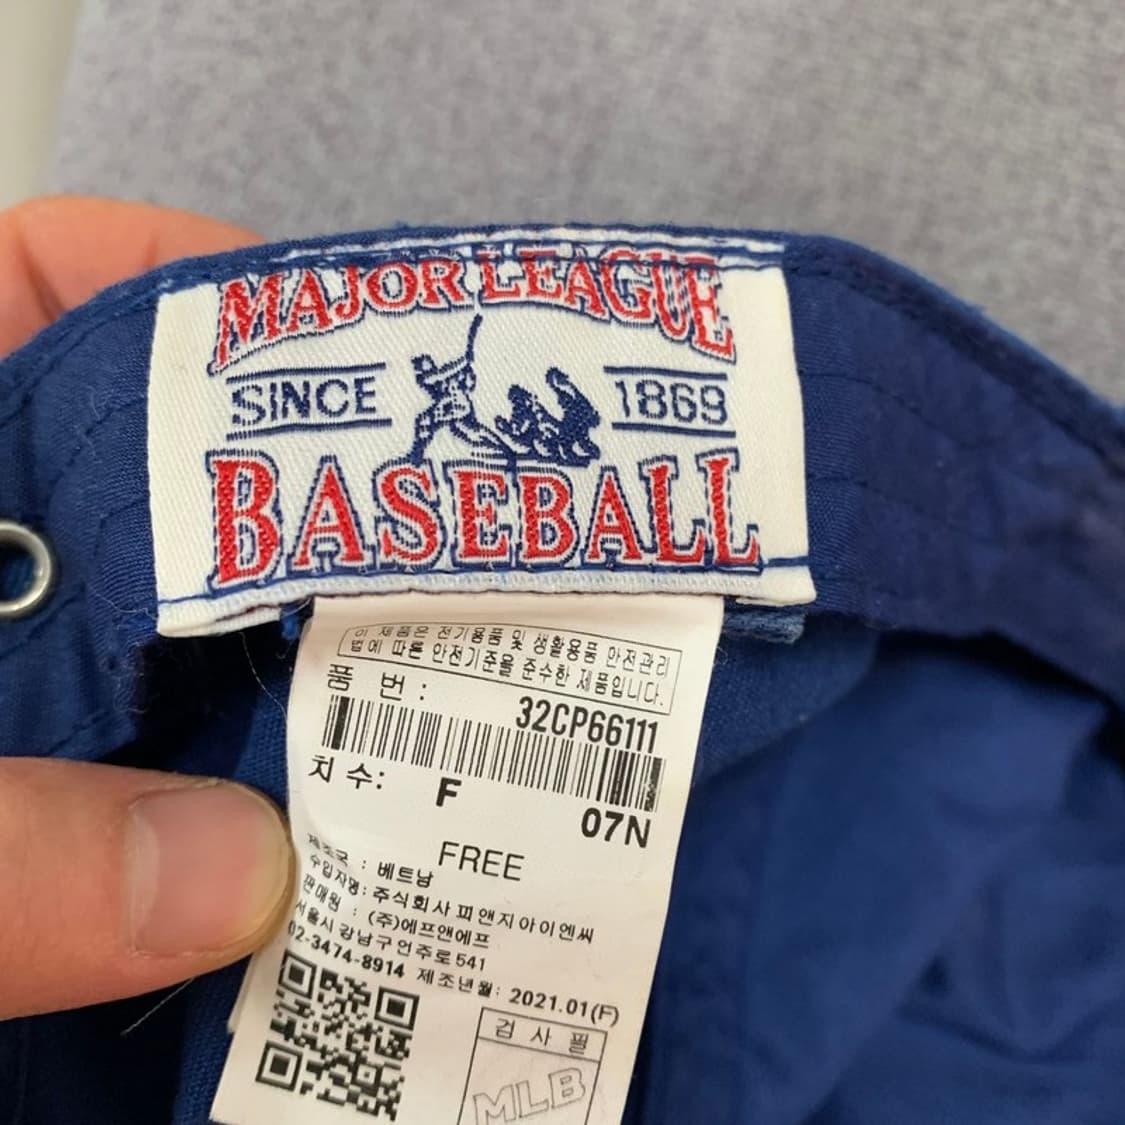 MAJOR LEAGUE
SINCE 1869
BASEBALL
이 제품은 전기용품 및 생활용품 안전관리
법에 따른 안전기준을 준수한 제품입니다.
품 번 :
32CP66111
치 수: F
07N
FREE
제조국 : 베트남
수입자명: 주식회사 피앤지아이엔씨
판매원 : (주)에프앤에프
서울시 강남구 언주로 541
02-3474-8914 제조년월: 2021.01(F)
검 사 필
MLB